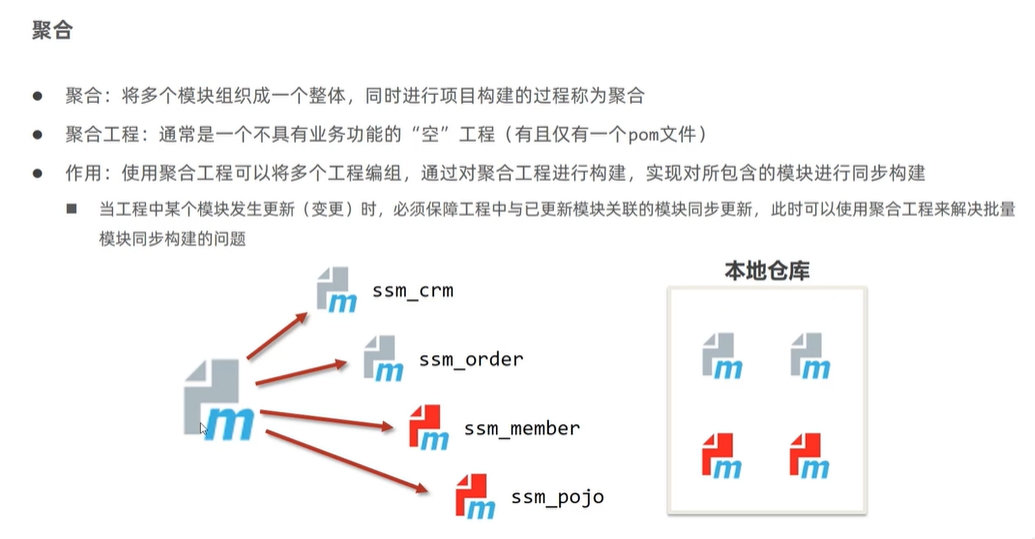 聚合
● 聚合：将多个模块组织成一个整体，同时进行项目构建的过程称为聚合
● 聚合工程：通常是一个不具有业务功能的“空”工程（有且仅有一个pom文件）
● 作用：使用聚合工程可以将多个工程编组，通过对聚合工程进行构建，实现对所包含的模块进行同步构建
■ 当工程中某个模块发生更新（变更）时，必须保障工程中与已更新模块关联的模块同步更新，此时可以使用聚合工程来解决批量
模块同步构建的问题
本地仓库
m ssm_crm
m ssm_order
m
m ssm_member
m ssm_pojo
m m
m m